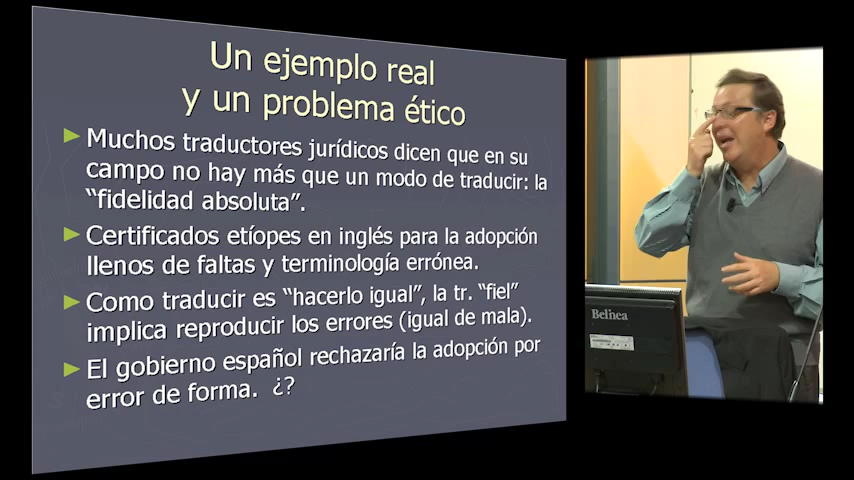 Un ejemplo real
y un problema ético
Muchos traductores jurídicos dicen que en su
campo no hay más que un modo de traducir: la
“fidelidad absoluta”.
Certificados etíopes en inglés para la adopción
llenos de faltas y terminología errónea.
Como traducir es “hacerlo igual”, la tr. “fiel”
implica reproducir los errores (igual de mala).
El gobierno español rechazaría la adopción por
error de forma. ¿?
Belinea